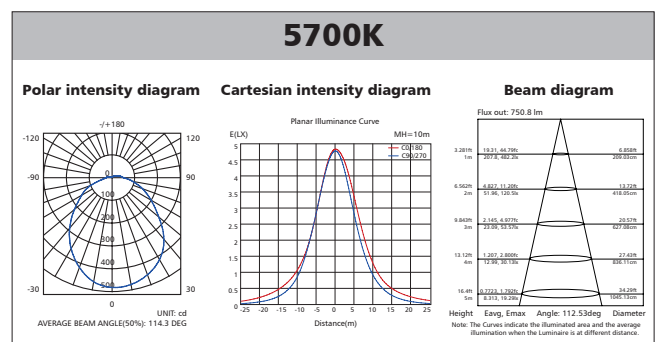 5700K
Polar intensity diagram
Cartesian intensity diagram
Beam diagram
-/+180
-120
120
-90
90
0
100
200
300
400
500
-30
30
0
UNIT: cd
AVERAGE BEAM ANGLE(50%): 114.3 DEG
Planar Illuminance Curve
E(LX)
MH=10m
C0/180
C90/270
5
4.5
4
3.5
3
2.5
2
1.5
1
0.5
0
-25 -20 -15 -10 -5 0 5 10 15 20 25
Distance(m)
Flux out: 750.8 lm
3.281ft 19.31, 44.79fc 6.858ft
1m 207.8, 482.2lx 209.03cm
6.562ft 4.827, 11.20fc 13.72ft
2m 51.96, 120.5lx 418.05cm
9.843ft 2.145, 4.977fc 20.57ft
3m 23.09, 53.57lx 627.08cm
13.12ft 1.207, 2.800fc 27.43ft
4m 12.99, 30.13lx 836.11cm
16.4ft 0.7723, 1.792fc 34.29ft
5m 8.313, 19.29lx 1045.13cm
Height Eavg, Emax Angle: 112.53deg Diameter
Note: The Curves indicate the illuminated area and the average
illumination when the Luminaire is at different distance.